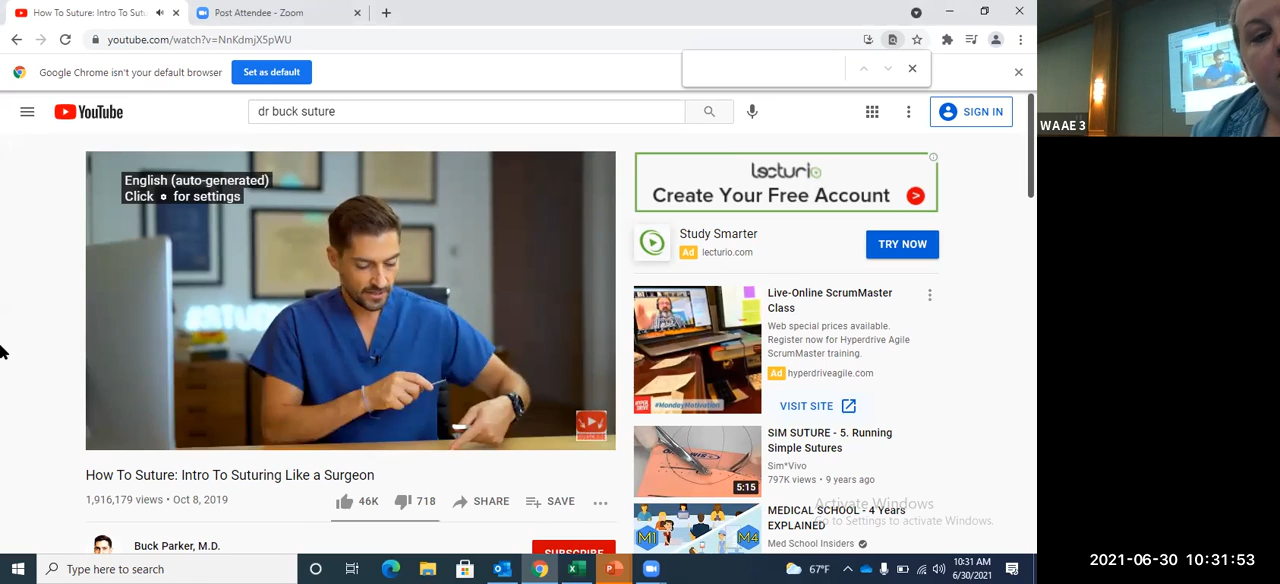 How To Suture: Intro To Sutu
Post Attendee - Zoom
youtube.com/watch?v=NnKdmjX5pWU
Google Chrome isn't your default browser
Set as default
YouTube
dr buck suture
SIGN IN
English (auto-generated)
Click for settings
How To Suture: Intro To Suturing Like a Surgeon
1,916,179 views • Oct 8, 2019
46K
718
SHARE
SAVE
Buck Parker, M.D.
SUBSCRIBE
lecturio
Create Your Free Account
Study Smarter
Ad lecturio.com
TRY NOW
Live-Online ScrumMaster
Class
Web special prices available.
Register now for Hyperdrive Agile
ScrumMaster training.
Ad hyperdriveagile.com
VISIT SITE
#MondayMotivation
SIM SUTURE - 5. Running
Simple Sutures
Sim*Vivo
797K views • 9 years ago
5:15
MEDICAL SCHOOL - 4 Years
EXPLAINED
Med School Insiders
M1
M4
Activate Windows
Go to Settings to activate Windows.
Type here to search
67°F
10:31 AM
6/30/2021
WAAE 3
2021-06-30 10:31:53